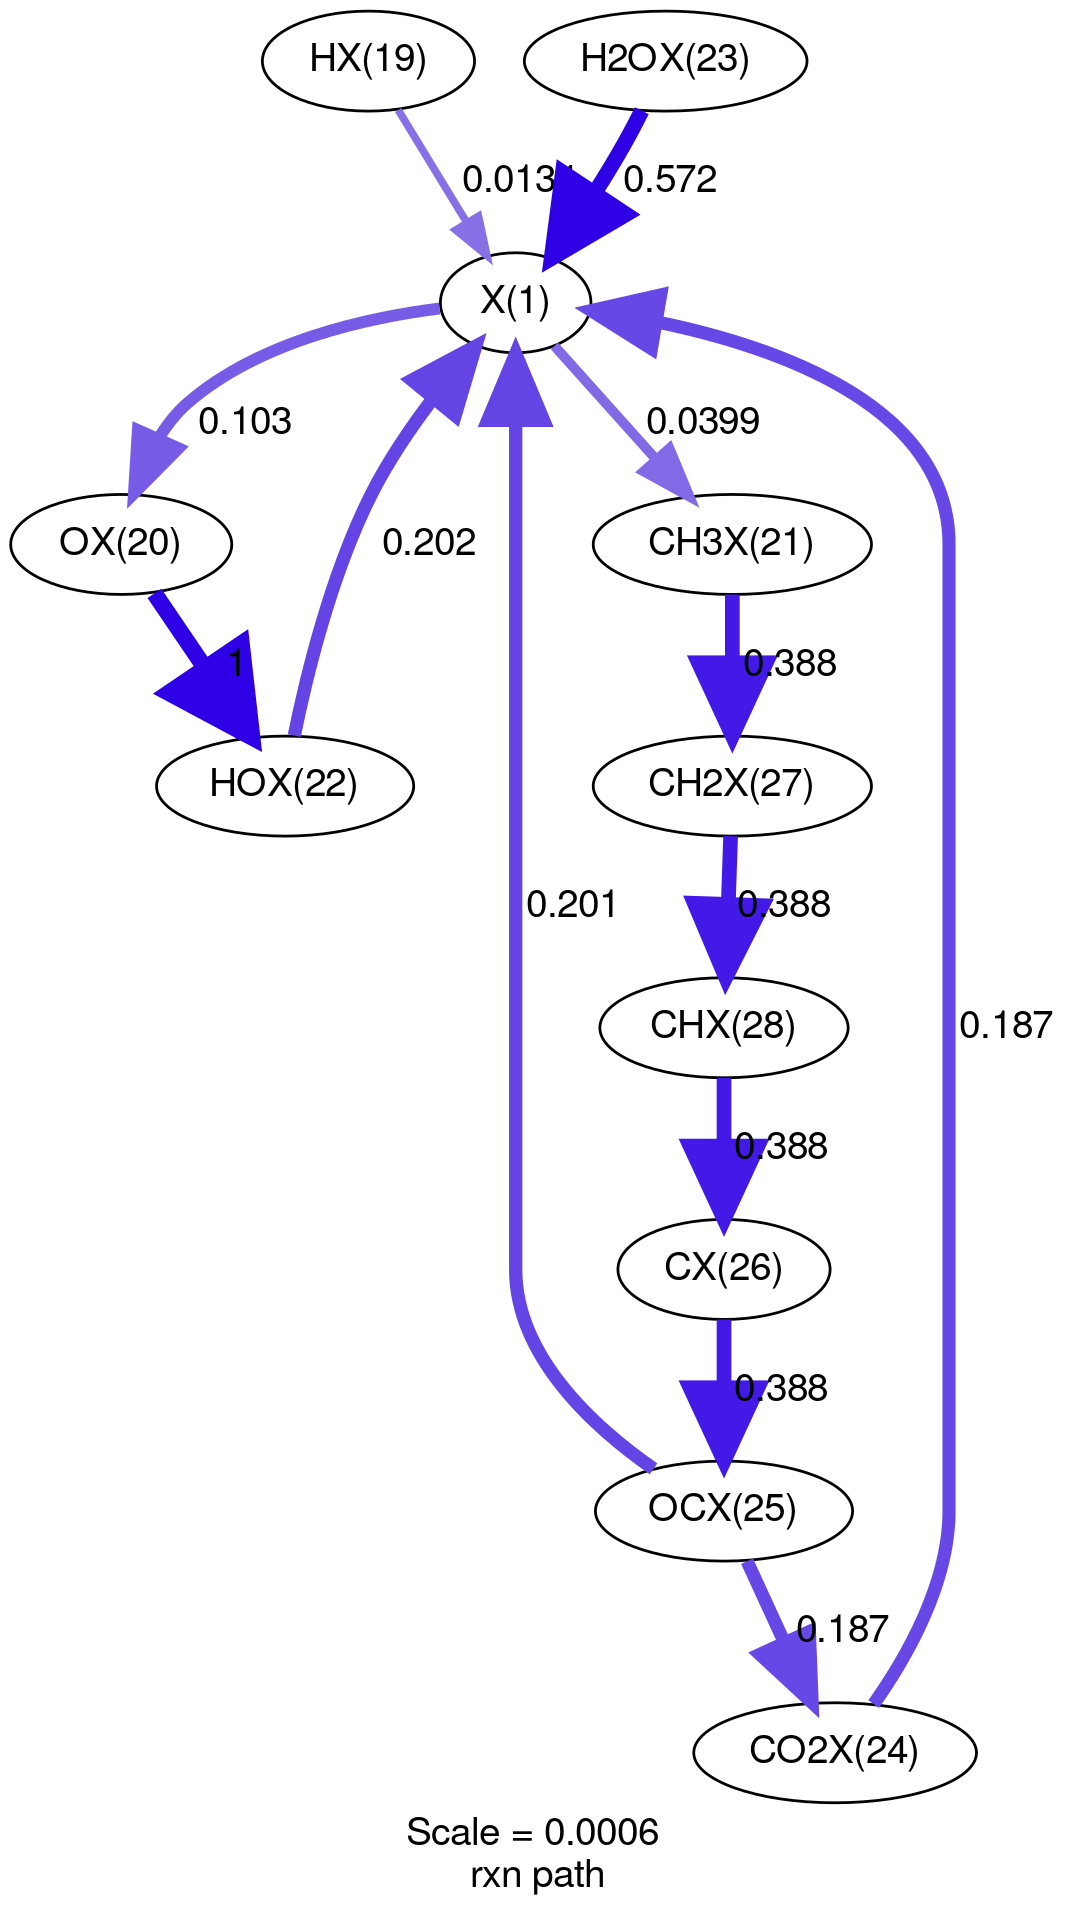 HX(19)
H2OX(23)
0.572
X(1)
0.103
0.0399
OX(20)
0.202
CH3X(21)
1
0.388
HOX(22)
CH2X(27)
0.201
0.388
CHX(28)
0.187
0.388
CX(26)
0.388
OCX(25)
0.187
CO2X(24)
Scale = 0.0006
rxn path